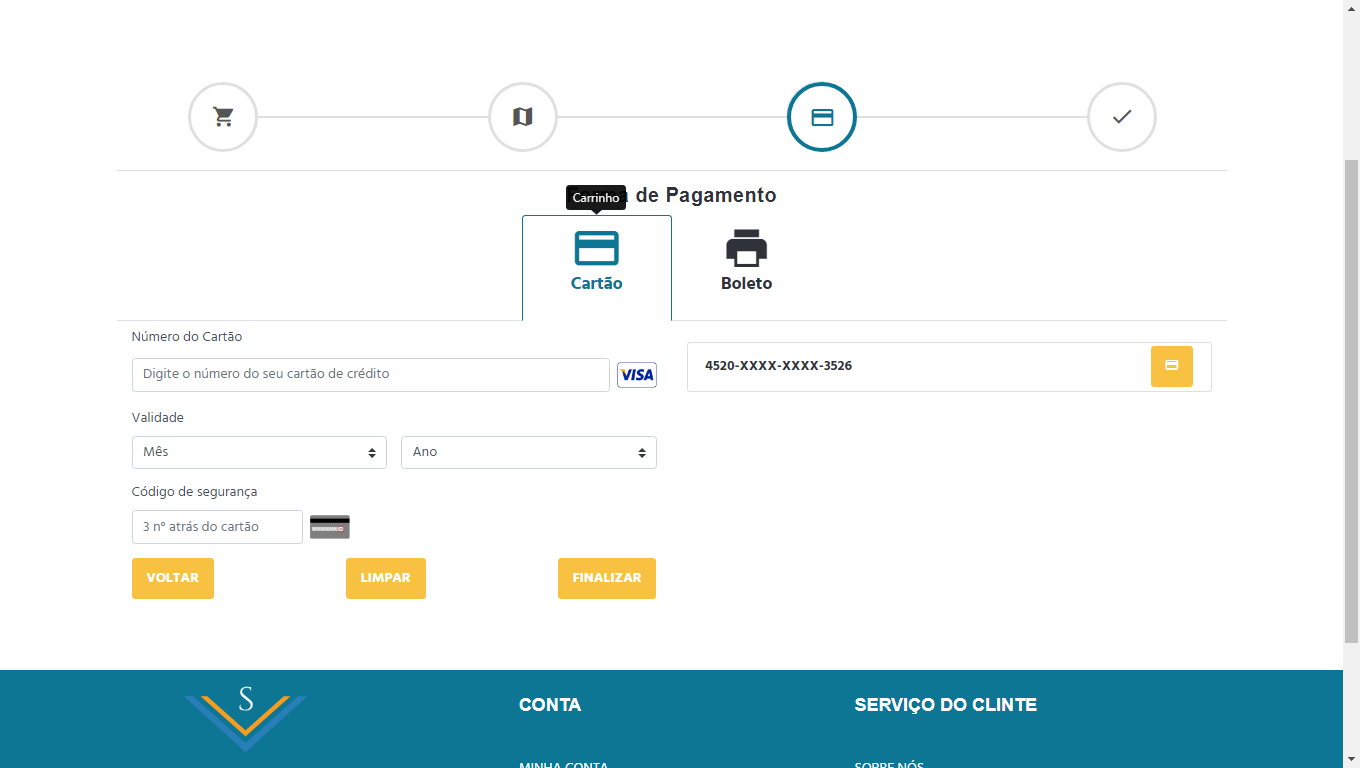 de Pagamento
Carrinho
Cartão
Boleto
Número do Cartão
Digite o número do seu cartão de crédito
VISA
4520-XXXX-XXXX-3526
Validade
Mês
Ano
Código de segurança
3 nº atrás do cartão
VOLTAR
LIMPAR
FINALIZAR
S
CONTA
SERVIÇO DO CLINTE
MINHA CONTA
SOBRE NÓS